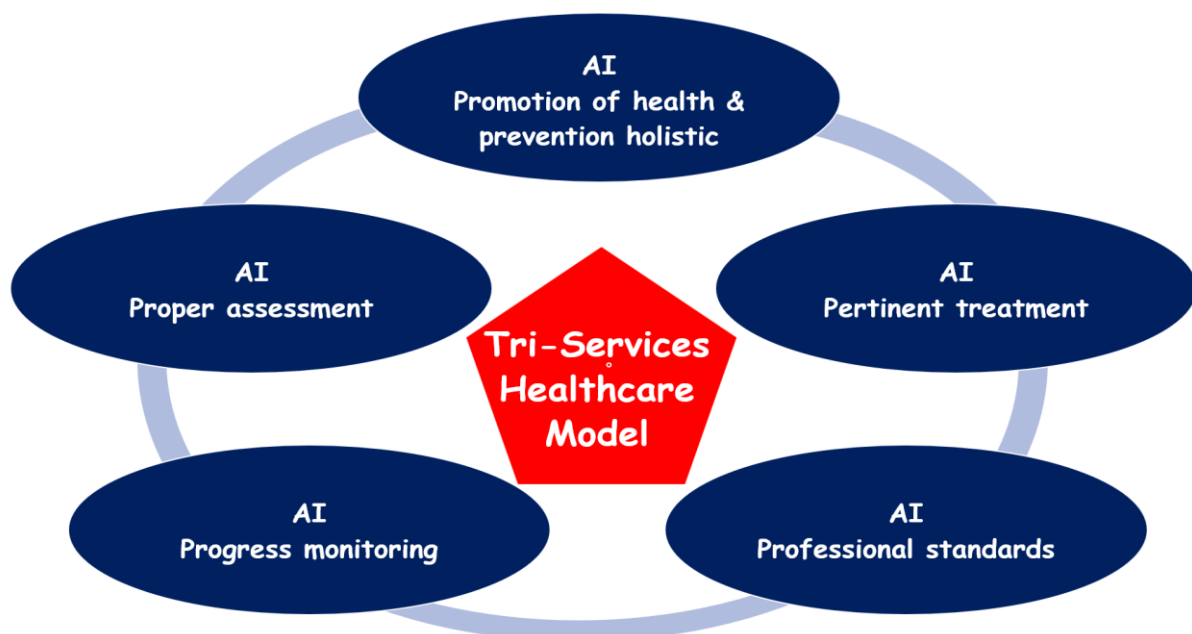 AI
Promotion of health &
prevention holistic
AI
Proper assessment
AI
Pertinent treatment
Tri-Services
Healthcare
Model
AI
Progress monitoring
AI
Professional standards